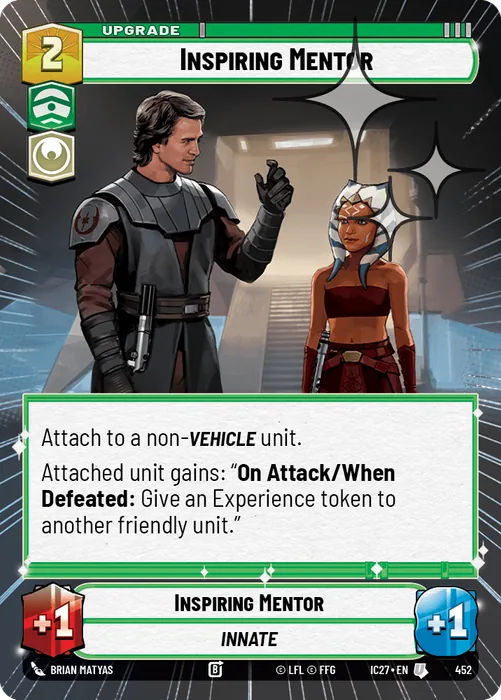 UPGRADE
2
INSPIRING MENTOR
Attach to a non-VEHICLE unit.
Attached unit gains: “On Attack/When
Defeated: Give an Experience token to
another friendly unit.”
+1
INSPIRING MENTOR
+1
INNATE
BRIAN MATYAS
B
© LFL © FFG
IC27•EN
452